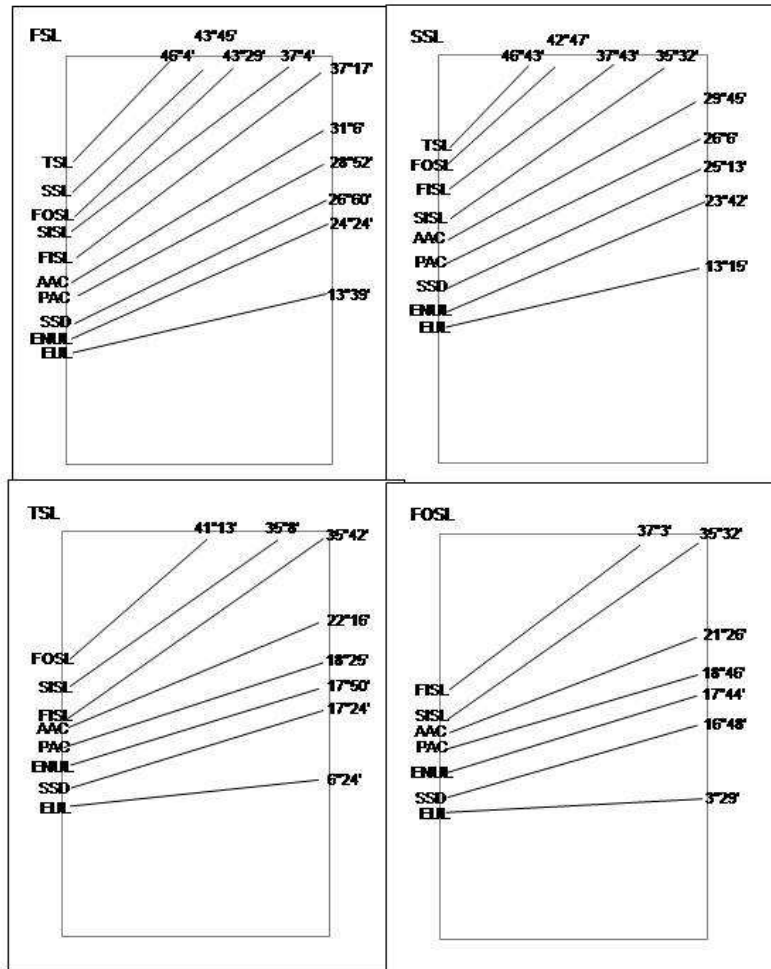 FSL
43"45'
46"4' 43"29' 37"4'
37"17'
31"6'
TSL
28"52'
SSL
26"60'
FOSL
24"24'
SISL
FISL
AAC
13"39'
PAC
SSD
ENUL
EUL
SSL
42"47'
46"43' 37"43' 35"32'
29"45'
26"6'
TSL
FOSL
25"13'
FISL
23"42'
SISL
AAC
PAC
13"15'
SSD
ENUL
EUL
TSL
41"13' 35"8' 35"42'
22"16'
FOSL
18"25'
SISL
17"50'
17"24'
FISL
AAC
PAC
ENUL
6"24'
SSD
EUL
FOSL
37"3' 35"32'
21"26'
18"46'
FISL
17"44'
SISL
16"48'
AAC
PAC
ENUL
SSD
3"29'
EUL